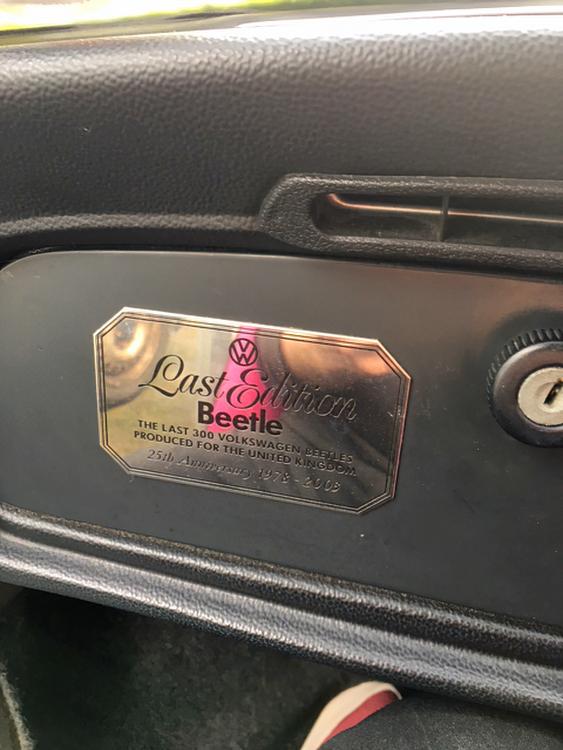 VW
Last Edition
Beetle
THE LAST 300 VOLKSWAGEN BEETLES
PRODUCED FOR THE UNITED KINGDOM
25th Anniversary 1978 - 2003